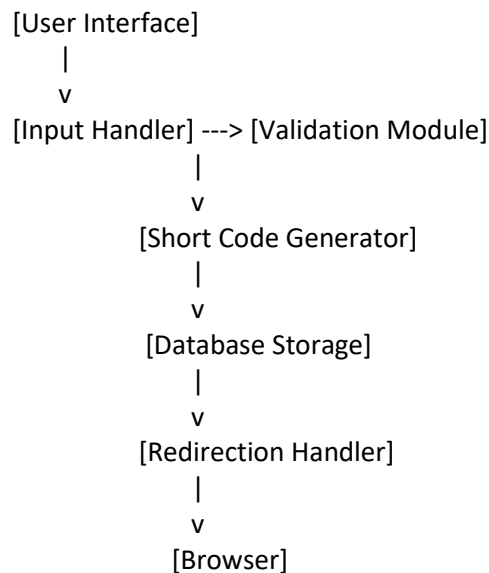 [User Interface]
|
v
[Input Handler] ---> [Validation Module]
|
v
[Short Code Generator]
|
v
[Database Storage]
|
v
[Redirection Handler]
|
v
[Browser]